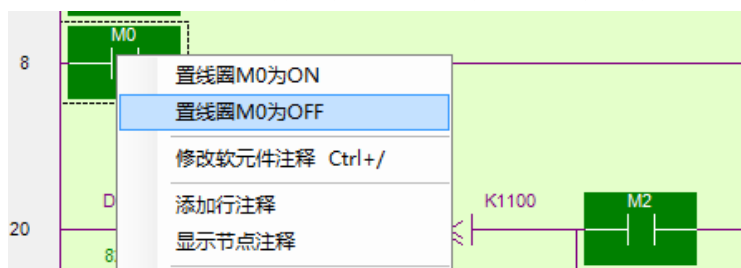 M0
8
置线圈M0为ON
置线圈M0为OFF
修改软元件注释 Ctrl+/
添加行注释
显示节点注释
D
K1100
M2
20
8